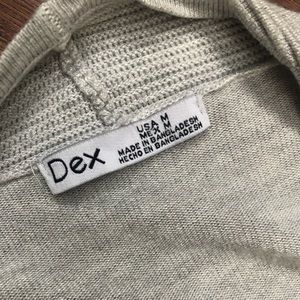 Dex
USA M
MEX M
MADE IN BANGLADESH
HECHO EN BANGLADESH